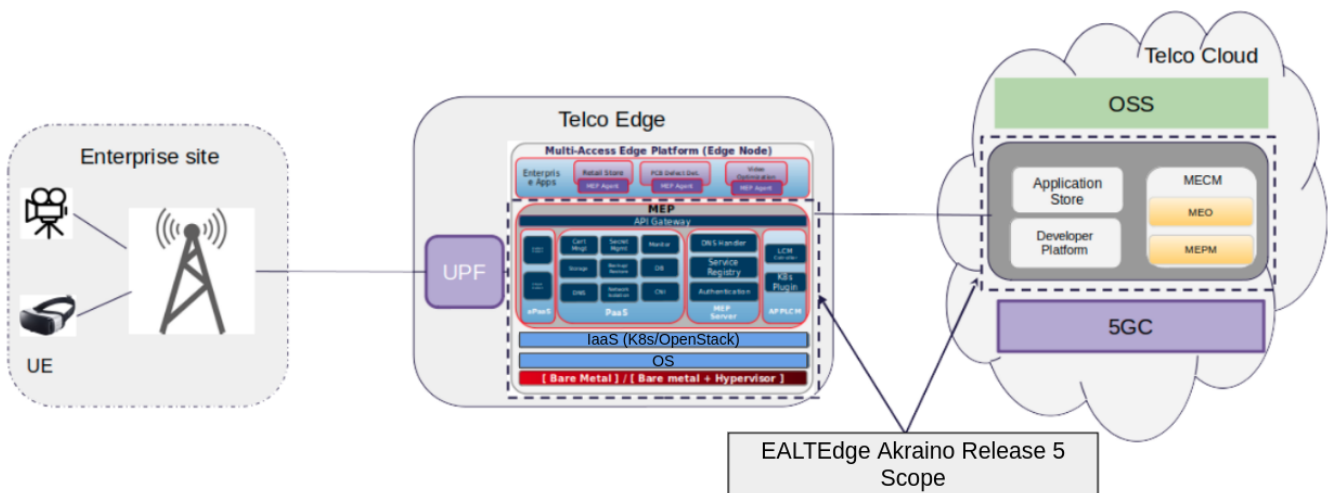 Telco Cloud
OSS
Telco Edge
Multi-Access Edge Platform (Edge Node)
Enterprise site
Enterpris
e Apps
Retail Store
MEP Agent
PCB Defect Det.
MEP Agent
Video
Optimization
MEP Agent
MEP
API Gateway
Application
Store
Developer
Platform
MECM
MEO
MEPM
Cert
Mngt
Secret
Mgmt
Monitor
Storage
DB
DNS
Network
Isolation
CNI
DNS Handler
Service
Registry
Authentication
LCM
Controller
K8s
Plugin
UPF
aPaaS
PaaS
MEP
Server
APPLCM
5GC
IaaS (K8s/OpenStack)
OS
[ Bare Metal ] / [ Bare metal + Hypervisor ]
UE
EALTEdge Akraino Release 5
Scope